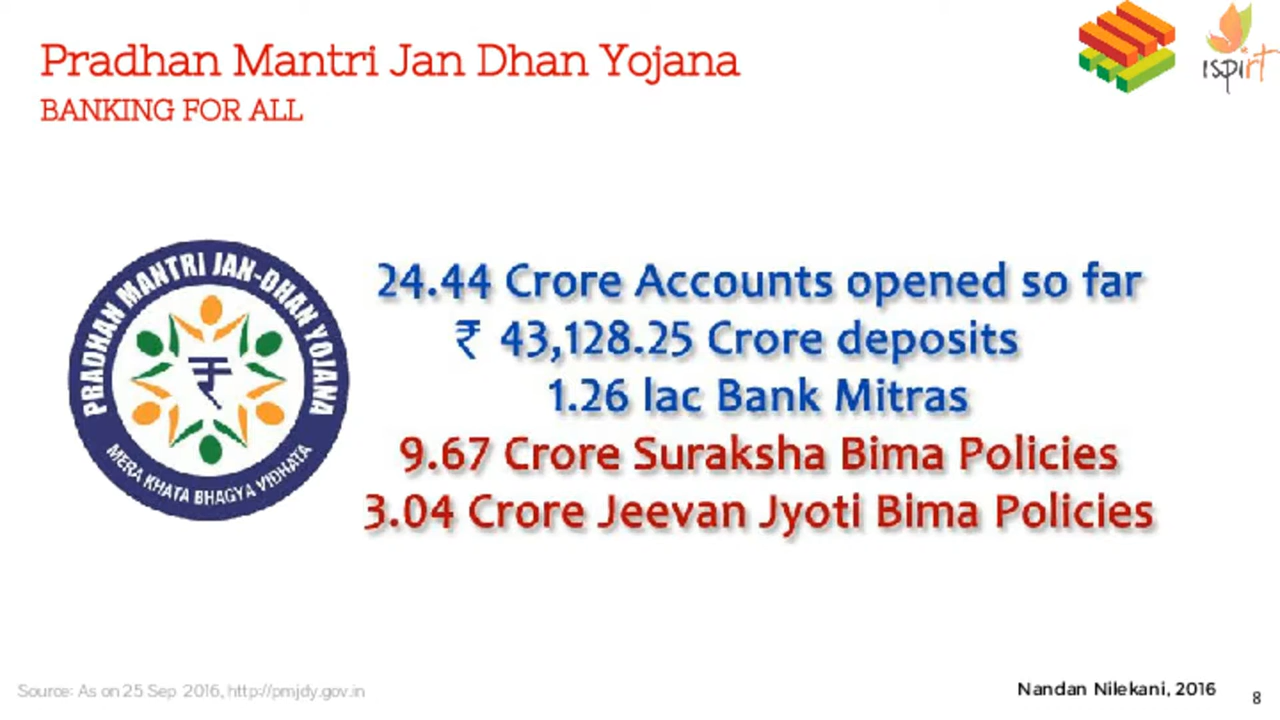 Pradhan Mantri Jan Dhan Yojana
BANKING FOR ALL
ıspırt
PRADHAN MANTRI JAN-DHAN YOJANA
₹
MERA KHATA BHAGYA VIDHATA
24.44 Crore Accounts opened so far
₹ 43,128.25 Crore deposits
1.26 lac Bank Mitras
9.67 Crore Suraksha Bima Policies
3.04 Crore Jeevan Jyoti Bima Policies
Source: As on 25 Sep 2016, http://pmjdy.gov.in
Nandan Nilekani, 2016
8